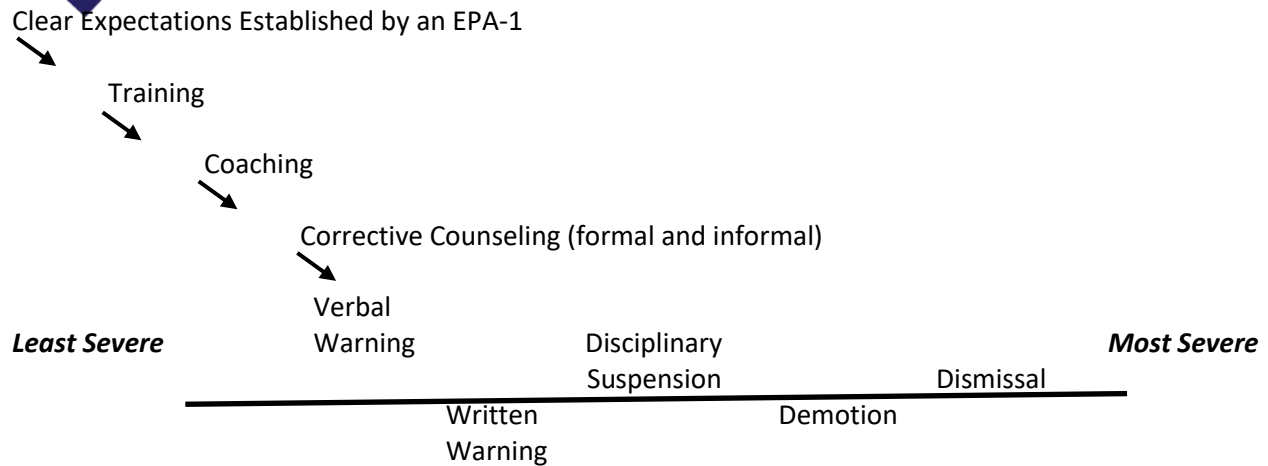 Clear Expectations Established by an EPA-1
Training
Coaching
Corrective Counseling (formal and informal)
Verbal
Least Severe Warning Disciplinary Most Severe
Suspension Dismissal
Written Demotion
Warning